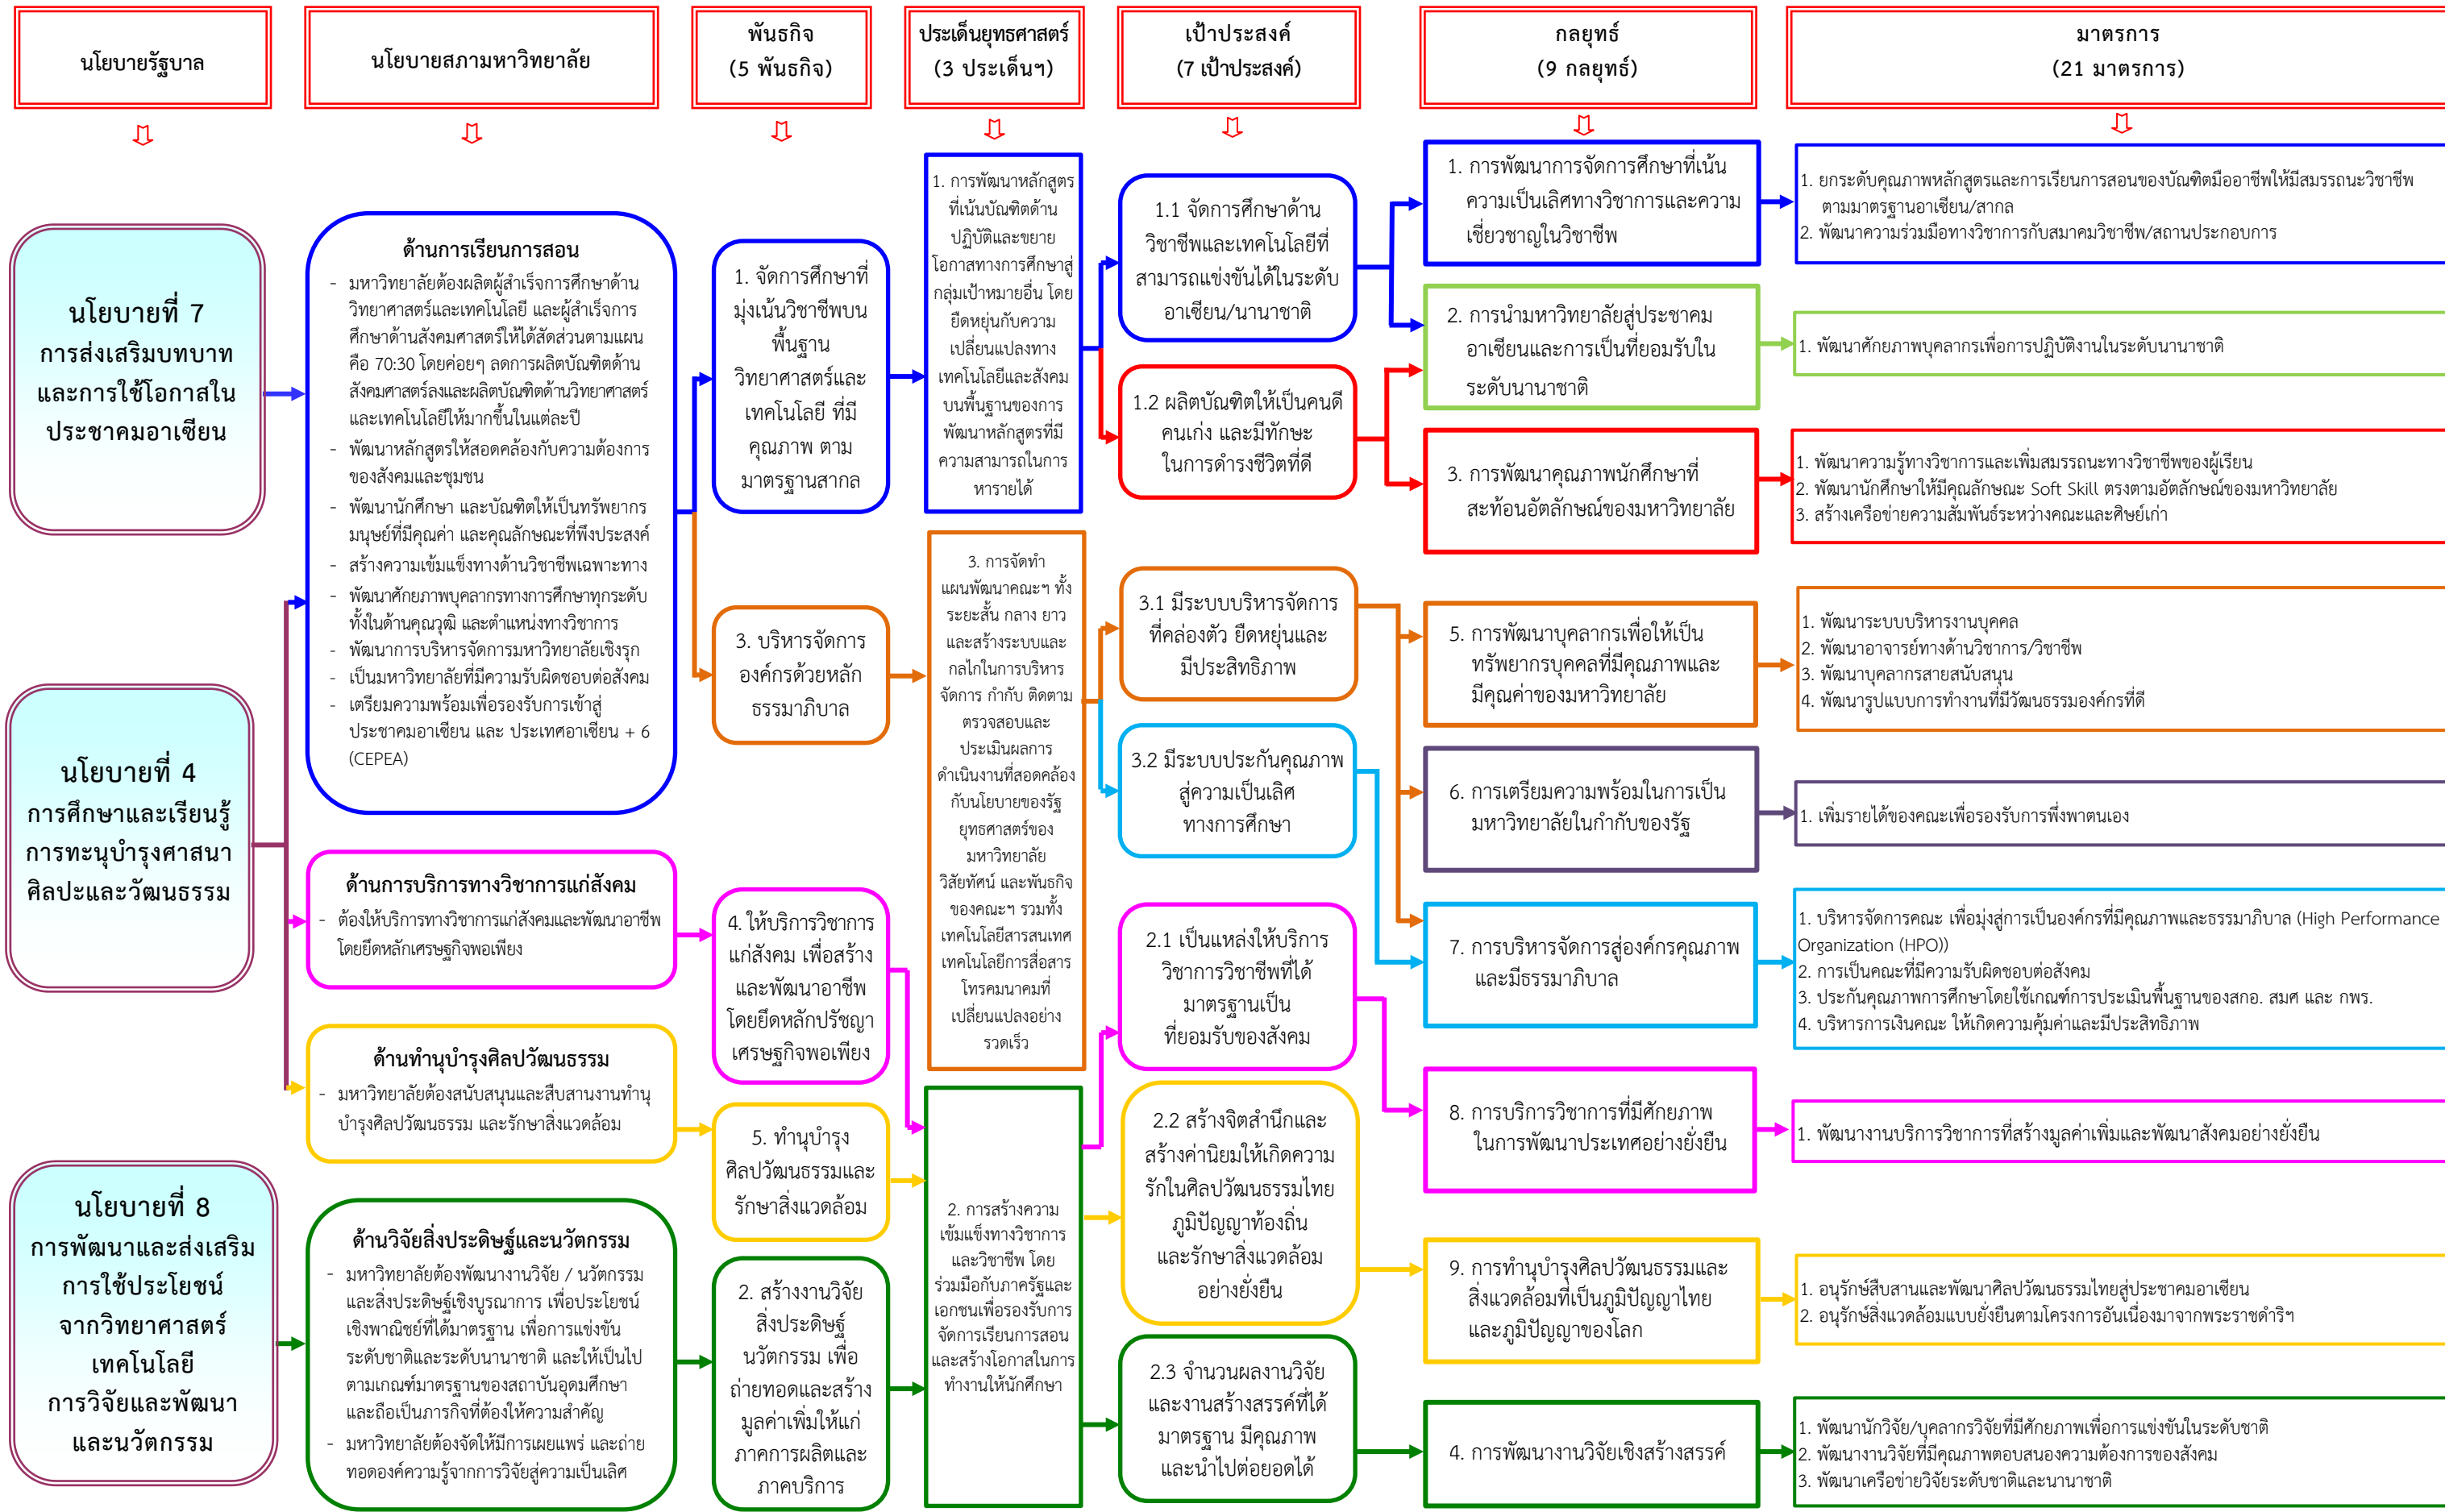 นโยบายรัฐบาล
นโยบายสภามหาวิทยาลัย
พันธกิจ
(5 พันธกิจ)
ประเด็นยุทธศาสตร์
(3 ประเด็นฯ)
เป้าประสงค์
(7 เป้าประสงค์)
กลยุทธ์
(9 กลยุทธ์)
มาตรการ
(21 มาตรการ)
นโยบายที่ 7
การส่งเสริมบทบาท
และการใช้โอกาสใน
ประชาคมอาเซียน
นโยบายที่ 4
การศึกษาและเรียนรู้
การทะนุบำรุงศาสนา
ศิลปะและวัฒนธรรม
นโยบายที่ 8
การพัฒนาและส่งเสริม
การใช้ประโยชน์
จากวิทยาศาสตร์
เทคโนโลยี
การวิจัยและพัฒนา
และนวัตกรรม
ด้านการเรียนการสอน
- มหาวิทยาลัยต้องผลิตผู้สำเร็จการศึกษาด้าน
วิทยาศาสตร์และเทคโนโลยี และผู้สำเร็จการ
ศึกษาด้านสังคมศาสตร์ให้ได้สัดส่วนตามแผน
คือ 70:30 โดยค่อยๆ ลดการผลิตบัณฑิตด้าน
สังคมศาสตร์ลงและผลิตบัณฑิตด้านวิทยาศาสตร์
และเทคโนโลยีให้มากขึ้นในแต่ละปี
- พัฒนาหลักสูตรให้สอดคล้องกับความต้องการ
ของสังคมและชุมชน
- พัฒนานักศึกษา และบัณฑิตให้เป็นทรัพยากร
มนุษย์ที่มีคุณค่า และคุณลักษณะที่พึงประสงค์
- สร้างความเข้มแข็งทางด้านวิชาชีพเฉพาะทาง
- พัฒนาศักยภาพบุคลากรทางการศึกษาทุกระดับ
ทั้งในด้านคุณวุฒิ และตำแหน่งทางวิชาการ
- พัฒนาการบริหารจัดการมหาวิทยาลัยเชิงรุก
- เป็นมหาวิทยาลัยที่มีความรับผิดชอบต่อสังคม
- เตรียมความพร้อมเพื่อรองรับการเข้าสู่
ประชาคมอาเซียน และ ประเทศอาเซียน + 6
(CEPEA)
ด้านการบริการทางวิชาการแก่สังคม
- ต้องให้บริการทางวิชาการแก่สังคมและพัฒนาอาชีพ
โดยยึดหลักเศรษฐกิจพอเพียง
ด้านทำนุบำรุงศิลปวัฒนธรรม
- มหาวิทยาลัยต้องสนับสนุนและสืบสานงานทำนุ
บำรุงศิลปวัฒนธรรม และรักษาสิ่งแวดล้อม
ด้านวิจัยสิ่งประดิษฐ์และนวัตกรรม
- มหาวิทยาลัยต้องพัฒนางานวิจัย / นวัตกรรม
และสิ่งประดิษฐ์เชิงบูรณาการ เพื่อประโยชน์
เชิงพาณิชย์ที่ได้มาตรฐาน เพื่อการแข่งขัน
ระดับชาติและระดับนานาชาติ และให้เป็นไป
ตามเกณฑ์มาตรฐานของสถาบันอุดมศึกษา
และถือเป็นภารกิจที่ต้องให้ความสำคัญ
- มหาวิทยาลัยต้องจัดให้มีการเผยแพร่ และถ่าย
ทอดองค์ความรู้จากการวิจัยสู่ความเป็นเลิศ
1. จัดการศึกษาที่
มุ่งเน้นวิชาชีพบน
พื้นฐาน
วิทยาศาสตร์และ
เทคโนโลยี ที่มี
คุณภาพ ตาม
มาตรฐานสากล
3. บริหารจัดการ
องค์กรด้วยหลัก
ธรรมาภิบาล
4. ให้บริการวิชาการ
แก่สังคม เพื่อสร้าง
และพัฒนาอาชีพ
โดยยึดหลักปรัชญา
เศรษฐกิจพอเพียง
5. ทำนุบำรุง
ศิลปวัฒนธรรมและ
รักษาสิ่งแวดล้อม
2. สร้างงานวิจัย
สิ่งประดิษฐ์
นวัตกรรม เพื่อ
ถ่ายทอดและสร้าง
มูลค่าเพิ่มให้แก่
ภาคการผลิตและ
ภาคบริการ
1. การพัฒนาหลักสูตร
ที่เน้นบัณฑิตด้าน
ปฏิบัติและขยาย
โอกาสทางการศึกษาสู่
กลุ่มเป้าหมายอื่น โดย
ยืดหยุ่นกับความ
เปลี่ยนแปลงทาง
เทคโนโลยีและสังคม
บนพื้นฐานของการ
พัฒนาหลักสูตรที่มี
ความสามารถในการ
หารายได้
3. การจัดทำ
แผนพัฒนาคณะฯ ทั้ง
ระยะสั้น กลาง ยาว
และสร้างระบบและ
กลไกในการบริหาร
จัดการ กำกับ ติดตาม
ตรวจสอบและ
ประเมินผลการ
ดำเนินงานที่สอดคล้อง
กับนโยบายของรัฐ
ยุทธศาสตร์ของ
มหาวิทยาลัย
วิสัยทัศน์ และพันธกิจ
ของคณะฯ รวมทั้ง
เทคโนโลยีสารสนเทศ
เทคโนโลยีการสื่อสาร
โทรคมนาคมที่
เปลี่ยนแปลงอย่าง
รวดเร็ว
2. การสร้างความ
เข้มแข็งทางวิชาการ
และวิชาชีพ โดย
ร่วมมือกับภาครัฐและ
เอกชนเพื่อรองรับการ
จัดการเรียนการสอน
และสร้างโอกาสในการ
ทำงานให้นักศึกษา
1.1 จัดการศึกษาด้าน
วิชาชีพและเทคโนโลยีที่
สามารถแข่งขันได้ในระดับ
อาเซียน/นานาชาติ
1.2 ผลิตบัณฑิตให้เป็นคนดี
คนเก่ง และมีทักษะ
ในการดำรงชีวิตที่ดี
3.1 มีระบบบริหารจัดการ
ที่คล่องตัว ยืดหยุ่นและ
มีประสิทธิภาพ
3.2 มีระบบประกันคุณภาพ
สู่ความเป็นเลิศ
ทางการศึกษา
2.1 เป็นแหล่งให้บริการ
วิชาการวิชาชีพที่ได้
มาตรฐานเป็น
ที่ยอมรับของสังคม
2.2 สร้างจิตสำนึกและ
สร้างค่านิยมให้เกิดความ
รักในศิลปวัฒนธรรมไทย
ภูมิปัญญาท้องถิ่น
และรักษาสิ่งแวดล้อม
อย่างยั่งยืน
2.3 จำนวนผลงานวิจัย
และงานสร้างสรรค์ที่ได้
มาตรฐาน มีคุณภาพ
และนำไปต่อยอดได้
1. การพัฒนาการจัดการศึกษาที่เน้น
ความเป็นเลิศทางวิชาการและความ
เชี่ยวชาญในวิชาชีพ
2. การนำมหาวิทยาลัยสู่ประชาคม
อาเซียนและการเป็นที่ยอมรับใน
ระดับนานาชาติ
3. การพัฒนาคุณภาพนักศึกษาที่
สะท้อนอัตลักษณ์ของมหาวิทยาลัย
5. การพัฒนาบุคลากรเพื่อให้เป็น
ทรัพยากรบุคคลที่มีคุณภาพและ
มีคุณค่าของมหาวิทยาลัย
6. การเตรียมความพร้อมในการเป็น
มหาวิทยาลัยในกำกับของรัฐ
7. การบริหารจัดการสู่องค์กรคุณภาพ
และมีธรรมาภิบาล
8. การบริการวิชาการที่มีศักยภาพ
ในการพัฒนาประเทศอย่างยั่งยืน
9. การทำนุบำรุงศิลปวัฒนธรรมและ
สิ่งแวดล้อมที่เป็นภูมิปัญญาไทย
และภูมิปัญญาของโลก
4. การพัฒนางานวิจัยเชิงสร้างสรรค์
1. ยกระดับคุณภาพหลักสูตรและการเรียนการสอนของบัณฑิตมืออาชีพให้มีสมรรถนะวิชาชีพ
ตามมาตรฐานอาเซียน/สากล
2. พัฒนาความร่วมมือทางวิชาการกับสมาคมวิชาชีพ/สถานประกอบการ
1. พัฒนาศักยภาพบุคลากรเพื่อการปฏิบัติงานในระดับนานาชาติ
1. พัฒนาความรู้ทางวิชาการและเพิ่มสมรรถนะทางวิชาชีพของผู้เรียน
2. พัฒนานักศึกษาให้มีคุณลักษณะ Soft Skill ตรงตามอัตลักษณ์ของมหาวิทยาลัย
3. สร้างเครือข่ายความสัมพันธ์ระหว่างคณะและศิษย์เก่า
1. พัฒนาระบบบริหารงานบุคคล
2. พัฒนาอาจารย์ทางด้านวิชาการ/วิชาชีพ
3. พัฒนาบุคลากรสายสนับสนุน
4. พัฒนารูปแบบการทำงานที่มีวัฒนธรรมองค์กรที่ดี
1. เพิ่มรายได้ของคณะเพื่อรองรับการพึ่งพาตนเอง
1. บริหารจัดการคณะ เพื่อมุ่งสู่การเป็นองค์กรที่มีคุณภาพและธรรมาภิบาล (High Performance
Organization (HPO))
2. การเป็นคณะที่มีความรับผิดชอบต่อสังคม
3. ประกันคุณภาพการศึกษาโดยใช้เกณฑ์การประเมินพื้นฐานของสกอ. สมศ และ กพร.
4. บริหารการเงินคณะ ให้เกิดความคุ้มค่าและมีประสิทธิภาพ
1. พัฒนางานบริการวิชาการที่สร้างมูลค่าเพิ่มและพัฒนาสังคมอย่างยั่งยืน
1. อนุรักษ์สืบสานและพัฒนาศิลปวัฒนธรรมไทยสู่ประชาคมอาเซียน
2. อนุรักษ์สิ่งแวดล้อมแบบยั่งยืนตามโครงการอันเนื่องมาจากพระราชดำริฯ
1. พัฒนานักวิจัย/บุคลากรวิจัยที่มีศักยภาพเพื่อการแข่งขันในระดับชาติ
2. พัฒนางานวิจัยที่มีคุณภาพตอบสนองความต้องการของสังคม
3. พัฒนาเครือข่ายวิจัยระดับชาติและนานาชาติ